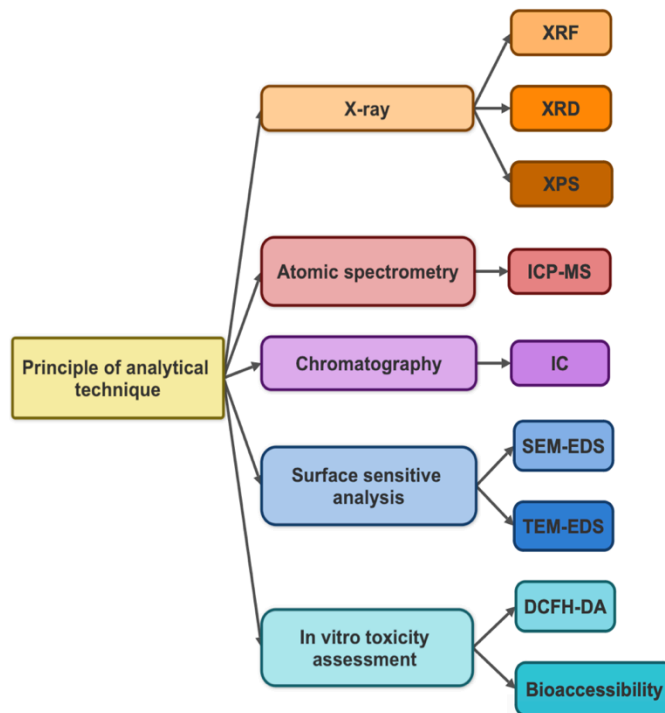 XRF
X-ray
XRD
XPS
Atomic spectrometry
ICP-MS
Principle of analytical
technique
Chromatography
IC
Surface sensitive
analysis
SEM-EDS
TEM-EDS
In vitro toxicity
assessment
DCFH-DA
Bioaccessibility